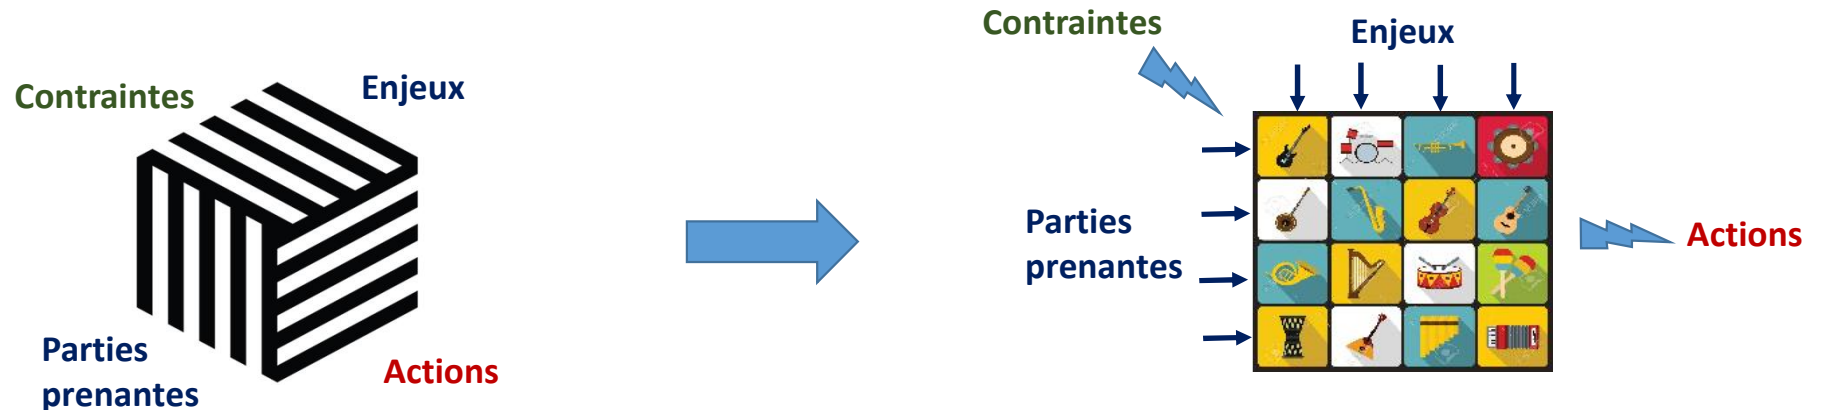 Contraintes
Enjeux
Parties
prenantes
Actions
Contraintes
Enjeux
Parties
prenantes
Actions